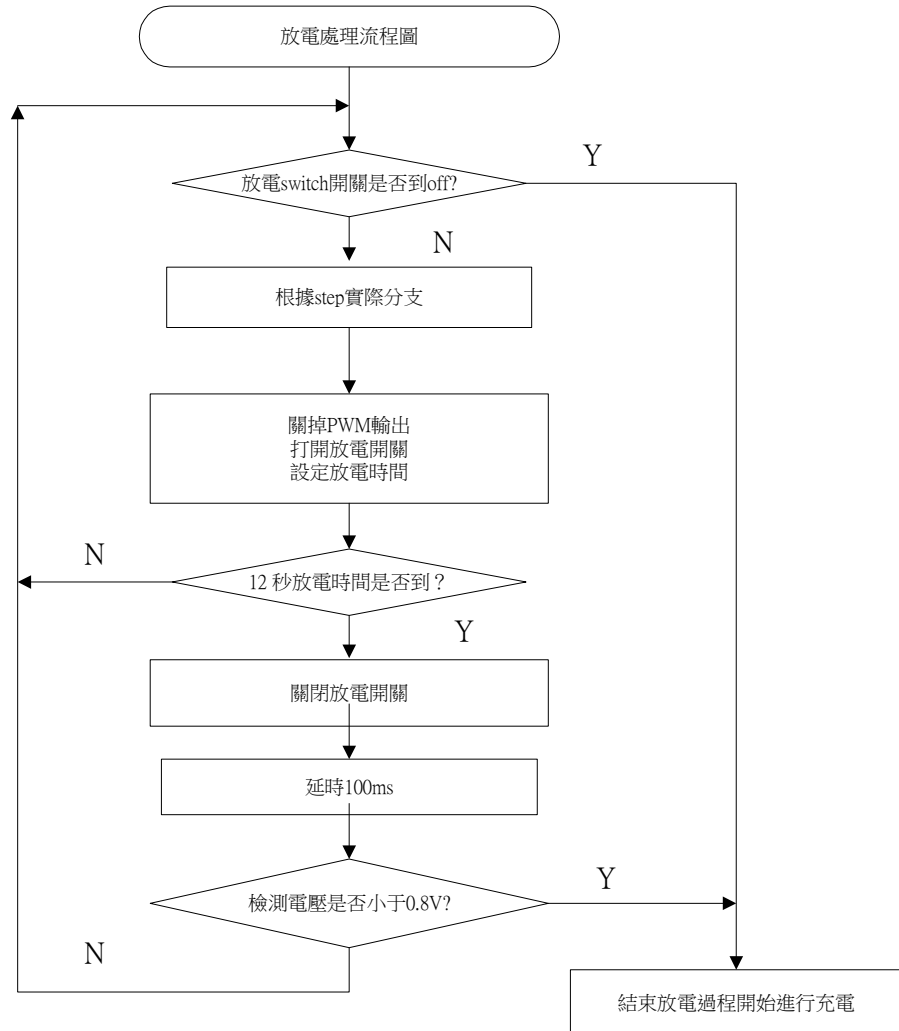 放電處理流程圖
放電switch開關是否到off?
Y
N
根據step實際分支
關掉PWM輸出
打開放電開關
設定放電時間
N
12 秒放電時間是否到？
Y
關閉放電開關
延時100ms
檢測電壓是否小于0.8V?
Y
N
結束放電過程開始進行充電